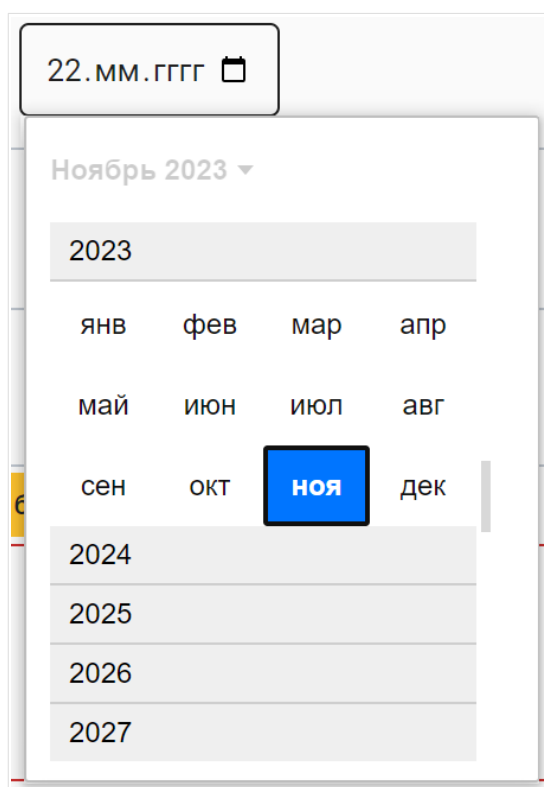 22.мм.гггг
Ноябрь 2023
2023
янв фев мар апр
май июн июл авг
сен окт ноя дек
2024
2025
2026
2027